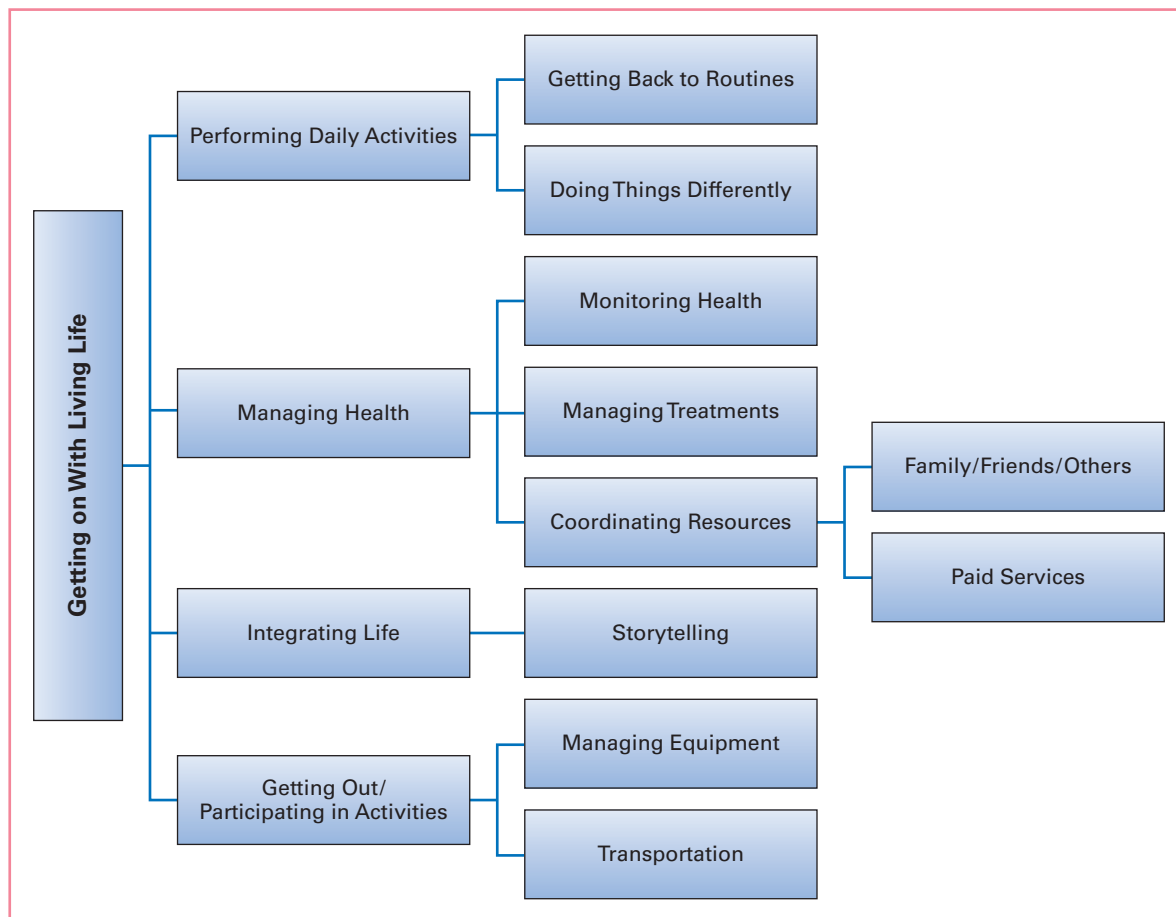 Getting on With Living Life
Performing Daily Activities
Getting Back to Routines
Doing Things Differently
Managing Health
Monitoring Health
Managing Treatments
Coordinating Resources
Family/Friends/Others
Paid Services
Integrating Life
Storytelling
Getting Out/
Participating in Activities
Managing Equipment
Transportation